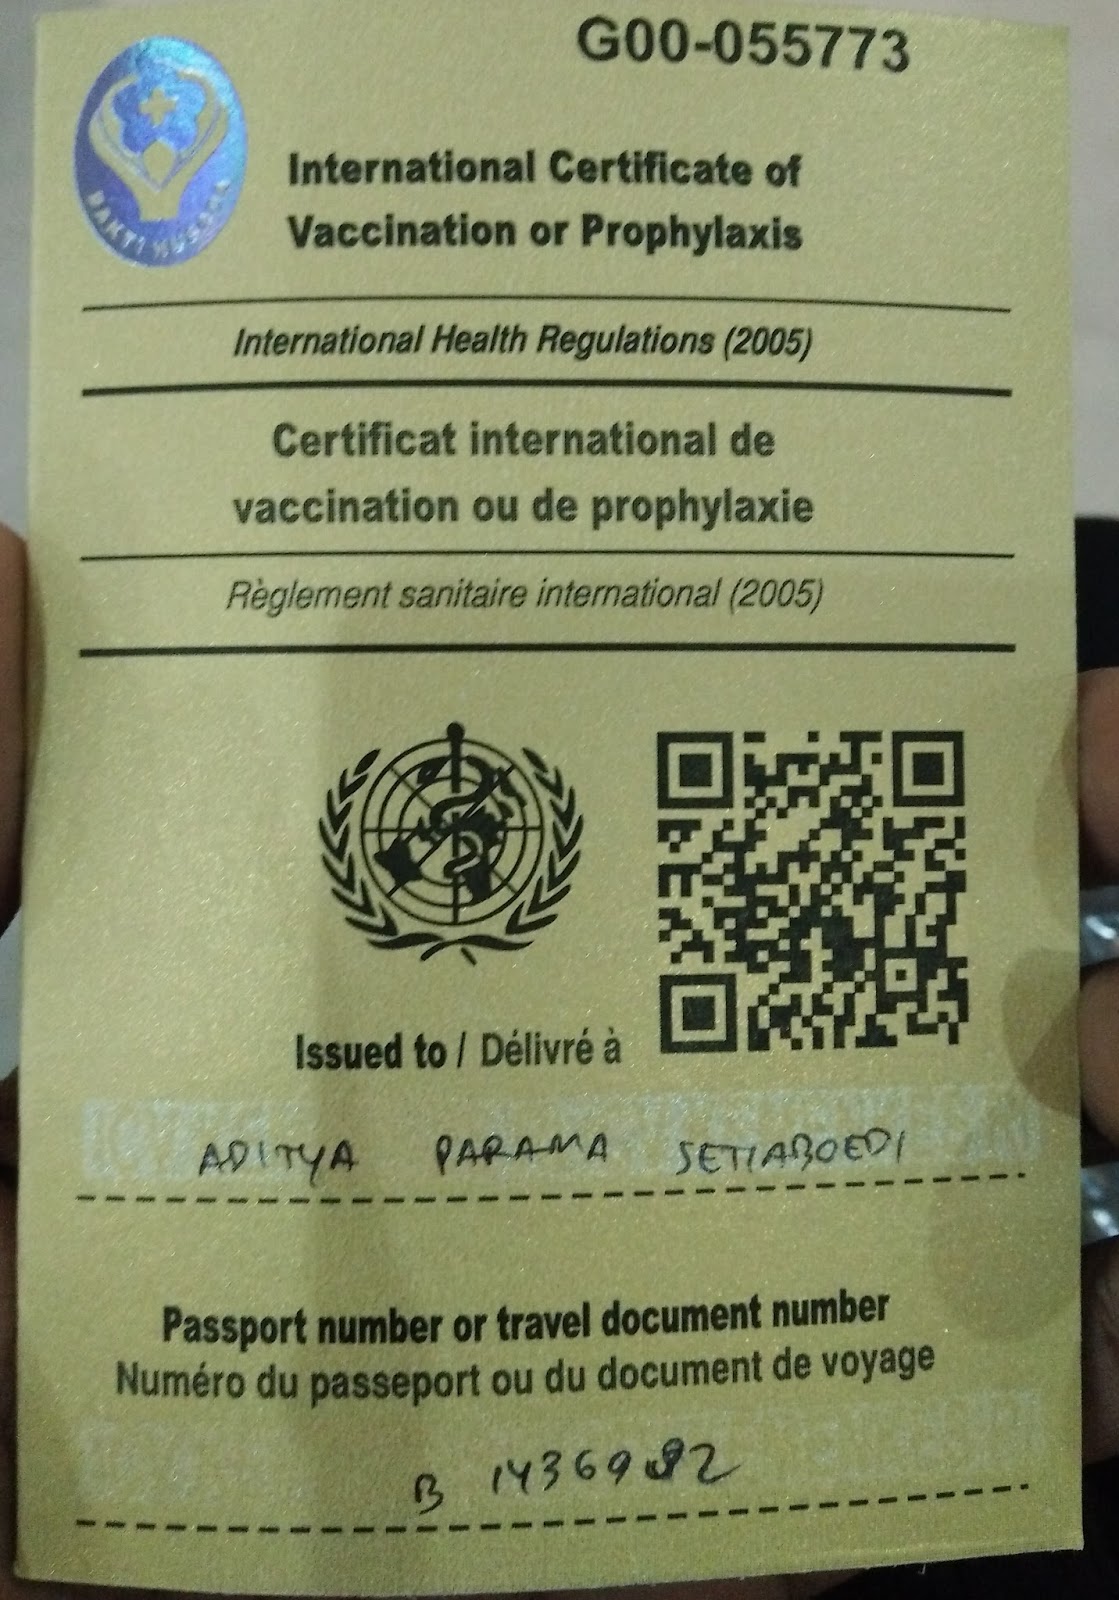 G00-055773
BAKTI HUSADA
International Certificate of
Vaccination or Prophylaxis
International Health Regulations (2005)
Certificat international de
vaccination ou de prophylaxie
Règlement sanitaire international (2005)
Issued to / Délivré à
ADITYA PARAMA SETIABOEDI
Passport number or travel document number
Numéro du passeport ou du document de voyage
B